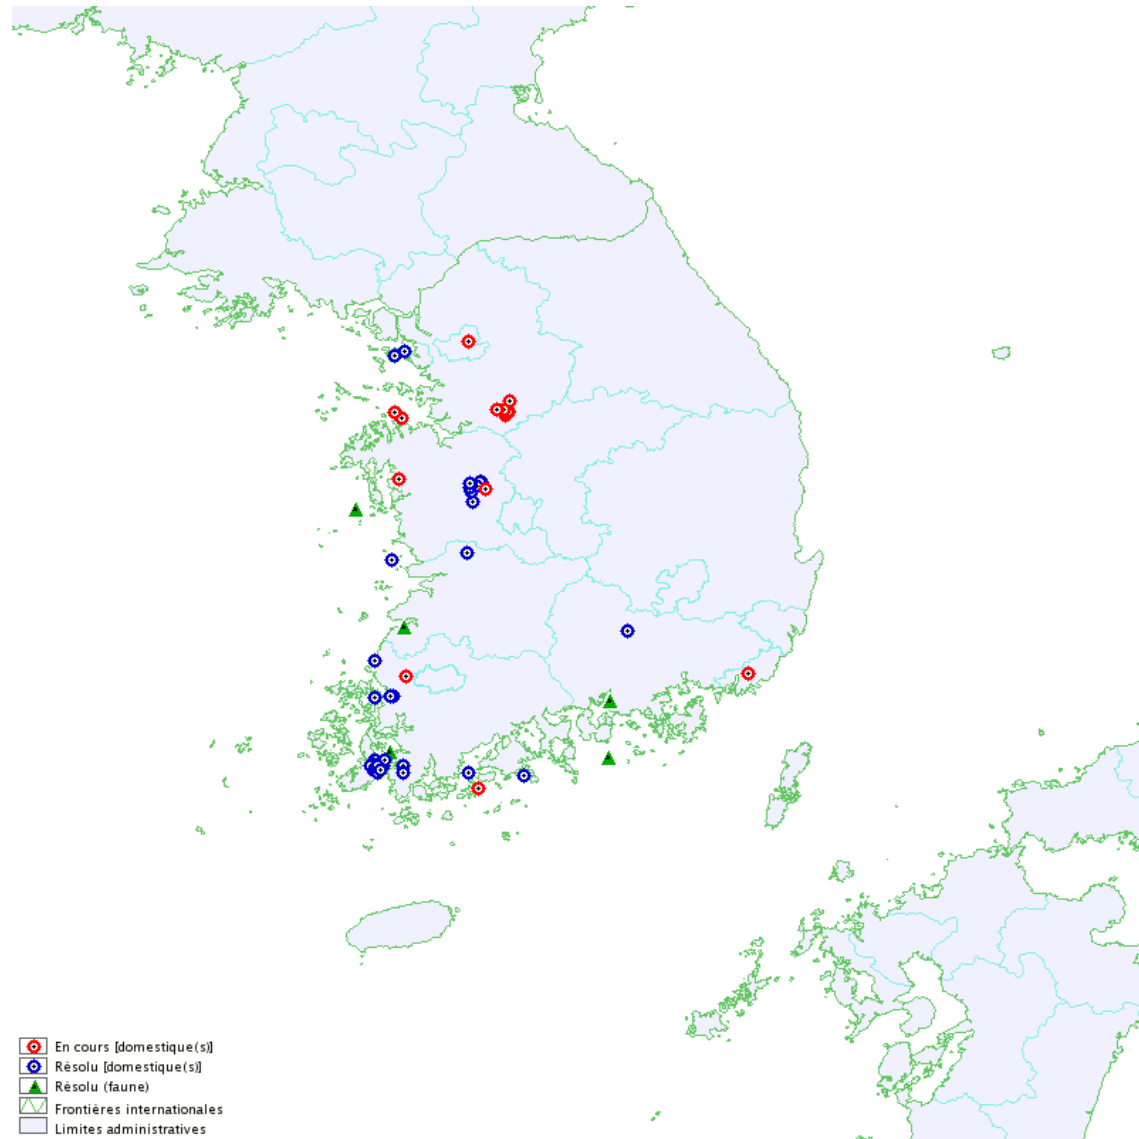 En cours [domestique(s)]
Résolu [domestique(s)]
Résolu (faune)
Frontières internationales
Limites administratives